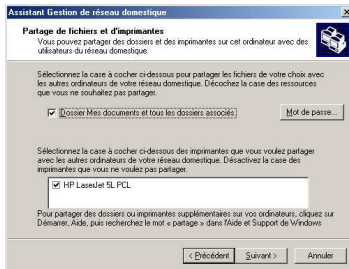 Assistant Gestion de réseau domestique
Partage de fichiers et d'imprimantes
Vous pouvez partager des dossiers et des imprimantes sur cet ordinateur avec des
utilisateurs du réseau domestique.
Sélectionnez la case à cocher ci-dessous pour partager les fichiers de votre choix avec
les autres ordinateurs de votre réseau domestique. Décochez la case des ressources
que vous ne souhaitez pas partager.
Dossier Mes documents et tous les dossiers associés.
Mot de passe...
Sélectionnez la case à cocher ci-dessous des imprimantes que vous voulez partager
avec les autres ordinateurs de votre réseau domestique. Désactivez la case des
imprimantes que vous ne voulez pas partager.
HP LaserJet 5L PCL
Pour partager des dossiers ou imprimantes supplémentaires sur vos ordinateurs, cliquez sur
Démarrer, Aide, puis recherchez le mot « partage » dans l'Aide et Support de Windows
< Précédent
Suivant >
Annuler